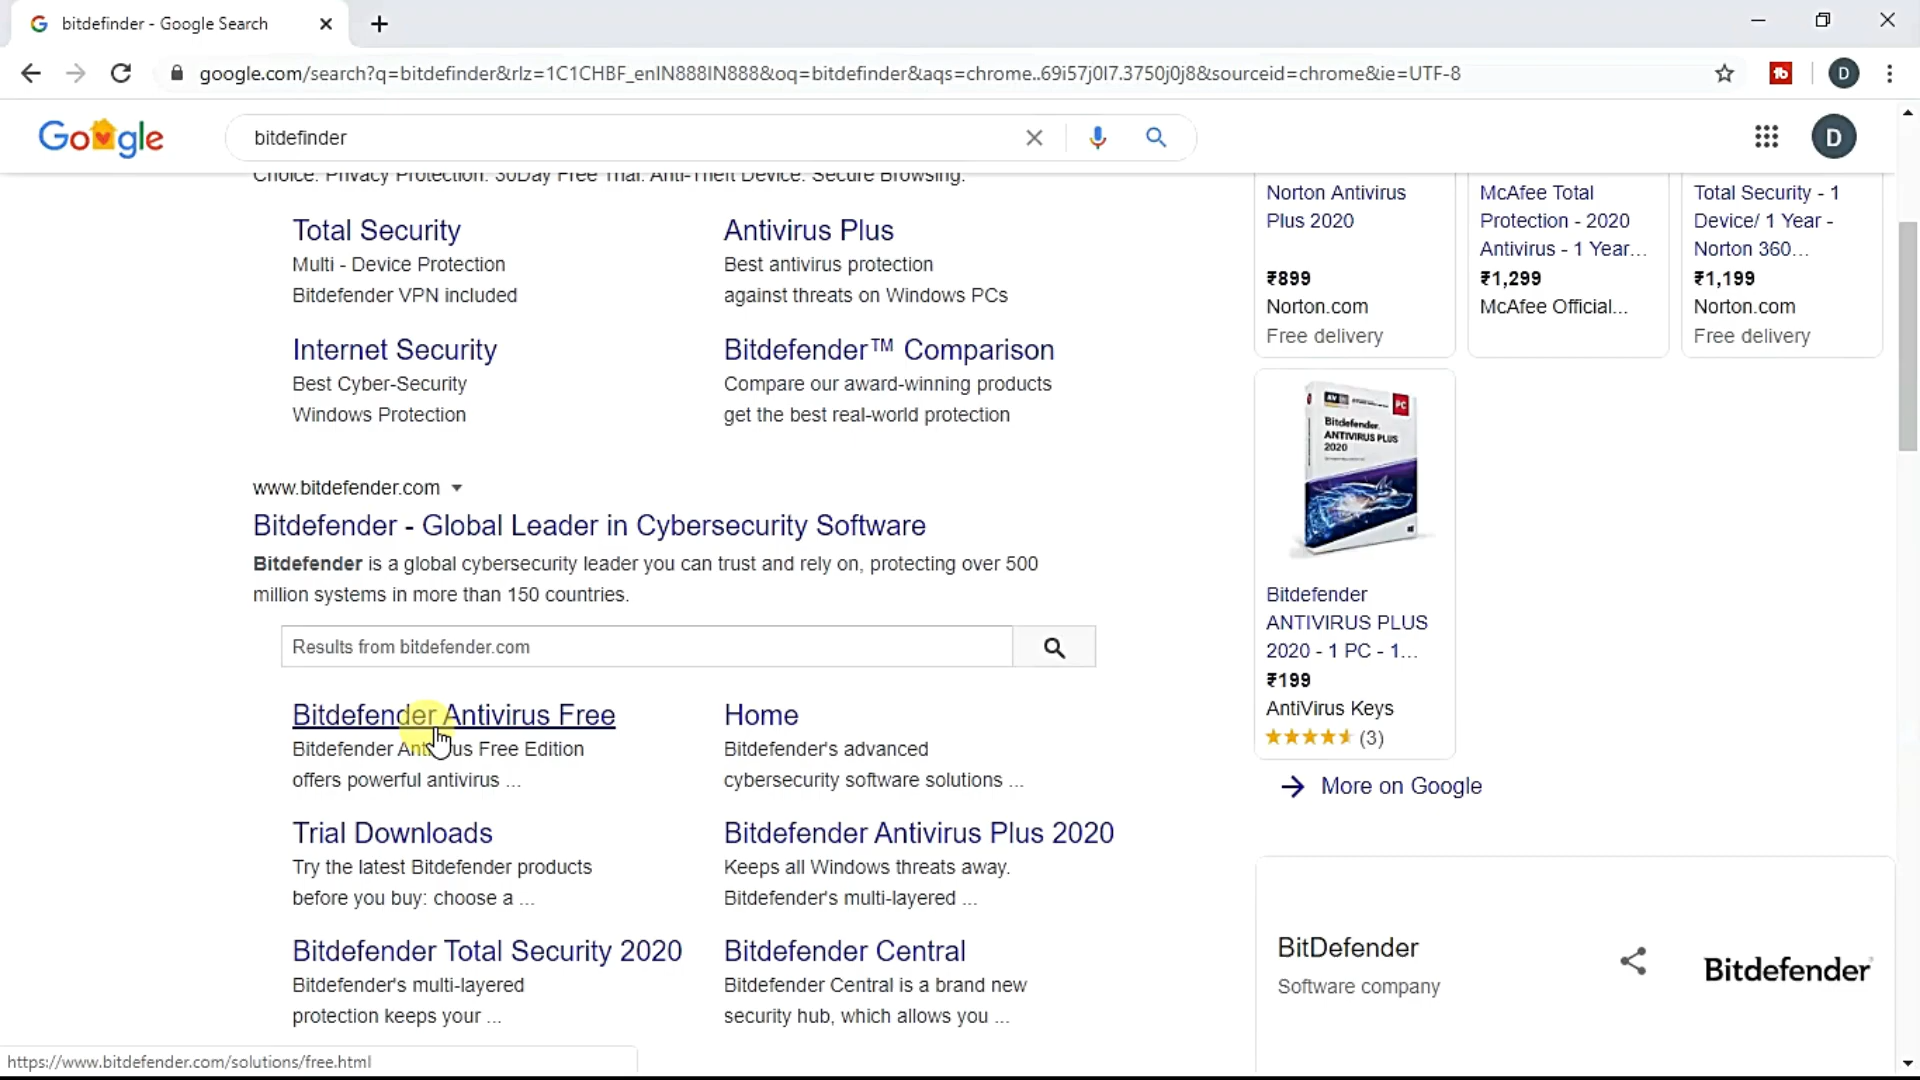 bitdefinder - Google Search
google.com/search?q=bitdefinder&rlz=1C1CHBF_enIN888IN888&oq=bitdefinder&aqs=chrome..69i57j0l7.3750j0j8&sourceid=chrome&ie=UTF-8
D
Google
bitdefinder
D
Choice. Privacy Protection. 30Day Free Trial. Anti-Theft Device. Secure Browsing.
Total Security
Multi - Device Protection
Bitdefender VPN included
Antivirus Plus
Best antivirus protection
against threats on Windows PCs
Internet Security
Best Cyber-Security
Windows Protection
Bitdefender™ Comparison
Compare our award-winning products
get the best real-world protection
www.bitdefender.com
Bitdefender - Global Leader in Cybersecurity Software
Bitdefender is a global cybersecurity leader you can trust and rely on, protecting over 500
million systems in more than 150 countries.
Results from bitdefender.com
Bitdefender Antivirus Free
Bitdefender Antivirus Free Edition
offers powerful antivirus ...
Home
Bitdefender's advanced
cybersecurity software solutions ...
Trial Downloads
Try the latest Bitdefender products
before you buy: choose a ...
Bitdefender Antivirus Plus 2020
Keeps all Windows threats away.
Bitdefender's multi-layered ...
Bitdefender Total Security 2020
Bitdefender's multi-layered
protection keeps your ...
Bitdefender Central
Bitdefender Central is a brand new
security hub, which allows you ...
Norton Antivirus
Plus 2020
₹899
Norton.com
Free delivery
McAfee Total
Protection - 2020
Antivirus - 1 Year...
₹1,299
McAfee Official...
Total Security - 1
Device/ 1 Year -
Norton 360...
₹1,199
Norton.com
Free delivery
PC
Bitdefender
ANTIVIRUS PLUS
2020
Bitdefender
ANTIVIRUS PLUS
2020 - 1 PC - 1...
₹199
AntiVirus Keys
(3)
More on Google
BitDefender
Software company
Bitdefender
https://www.bitdefender.com/solutions/free.html